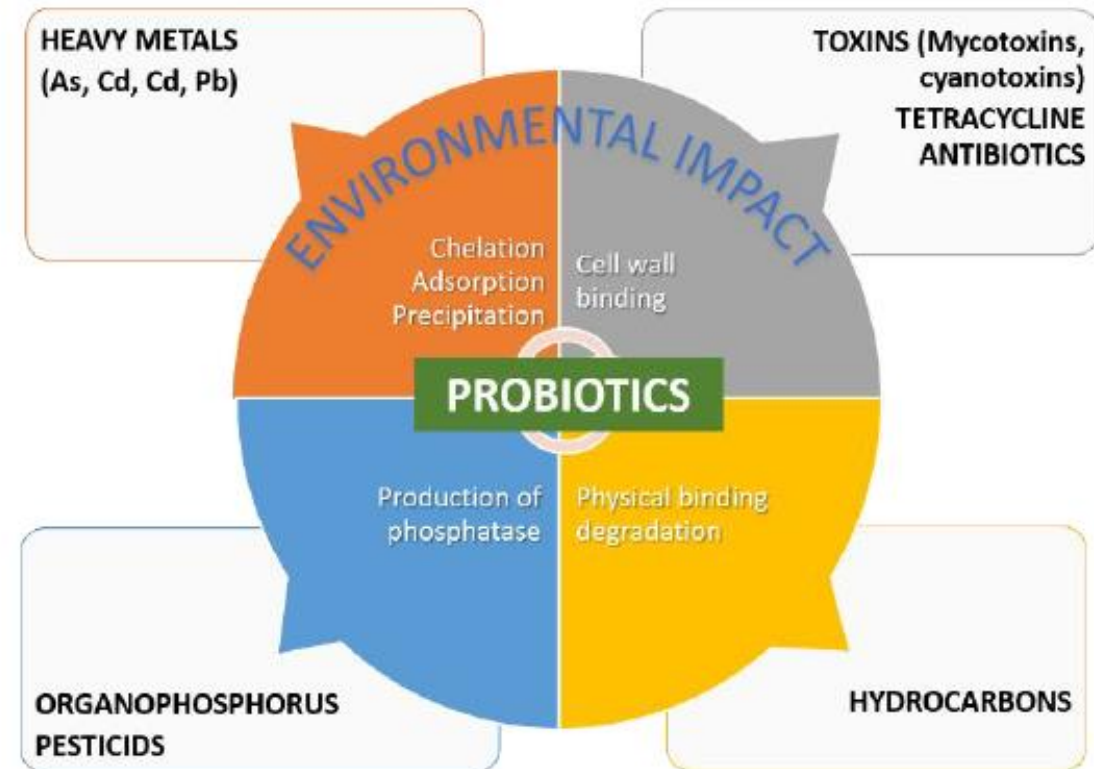 HEAVY METALS
(As, Cd, Cd, Pb)
TOXINS (Mycotoxins,
cyanotoxins)
TETRACYCLINE
ANTIBIOTICS
ENVIRONMENTAL IMPACT
Chelation
Adsorption
Precipitation
Cell wall
binding
PROBIOTICS
Production of
phosphatase
Physical binding
degradation
ORGANOPHOSPHORUS
PESTICIDS
HYDROCARBONS